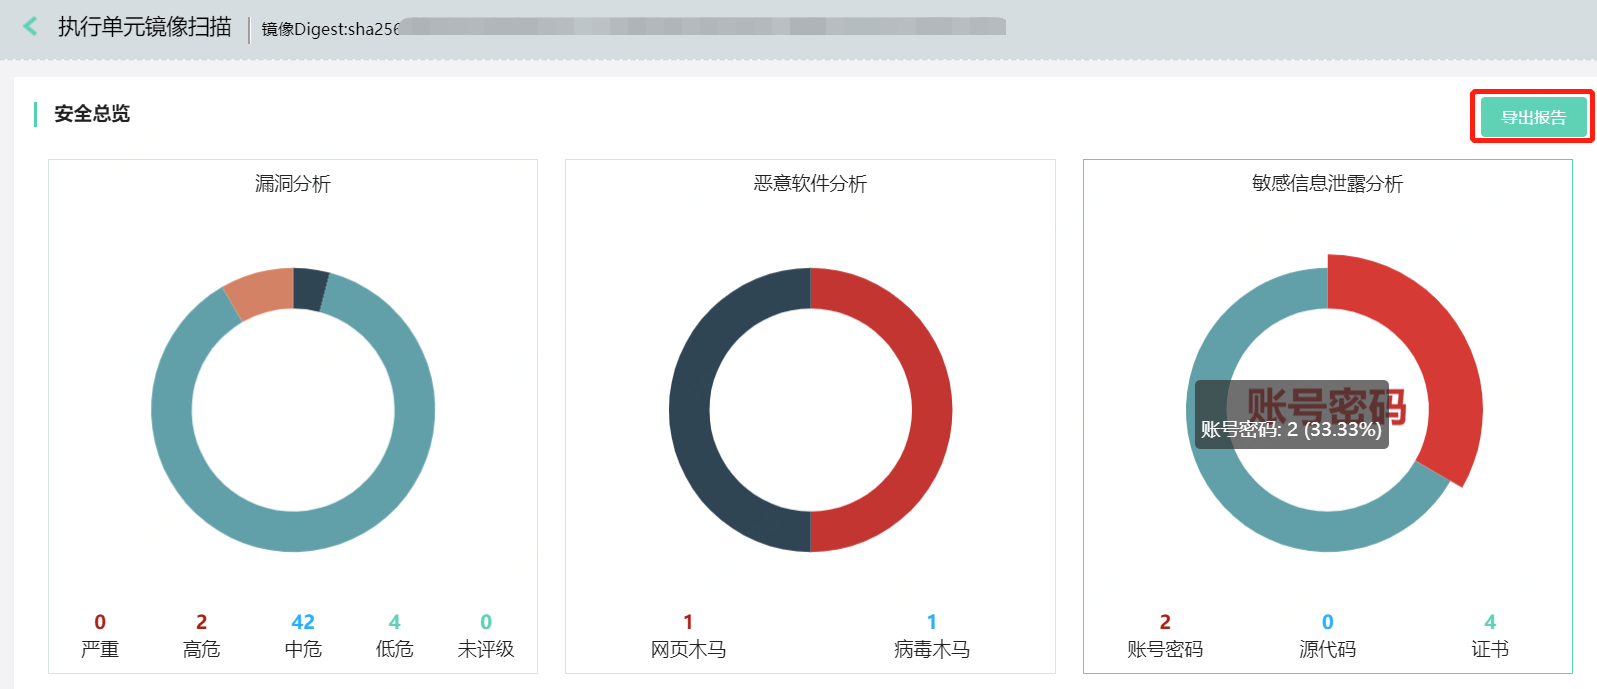 执行单元镜像扫描
镜像Digest:sha256
安全总览
导出报告
漏洞分析
恶意软件分析
敏感信息泄露分析
账号密码
账号密码: 2 (33.33%)
0 2 42 4 0
严重 高危 中危 低危 未评级
1 1
网页木马 病毒木马
2 0 4
账号密码 源代码 证书